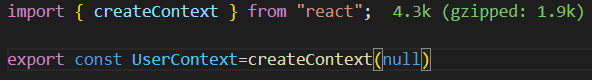 import { createContext } from "react";  4.3k (gzipped: 1.9k)
export const UserContext=createContext(null)